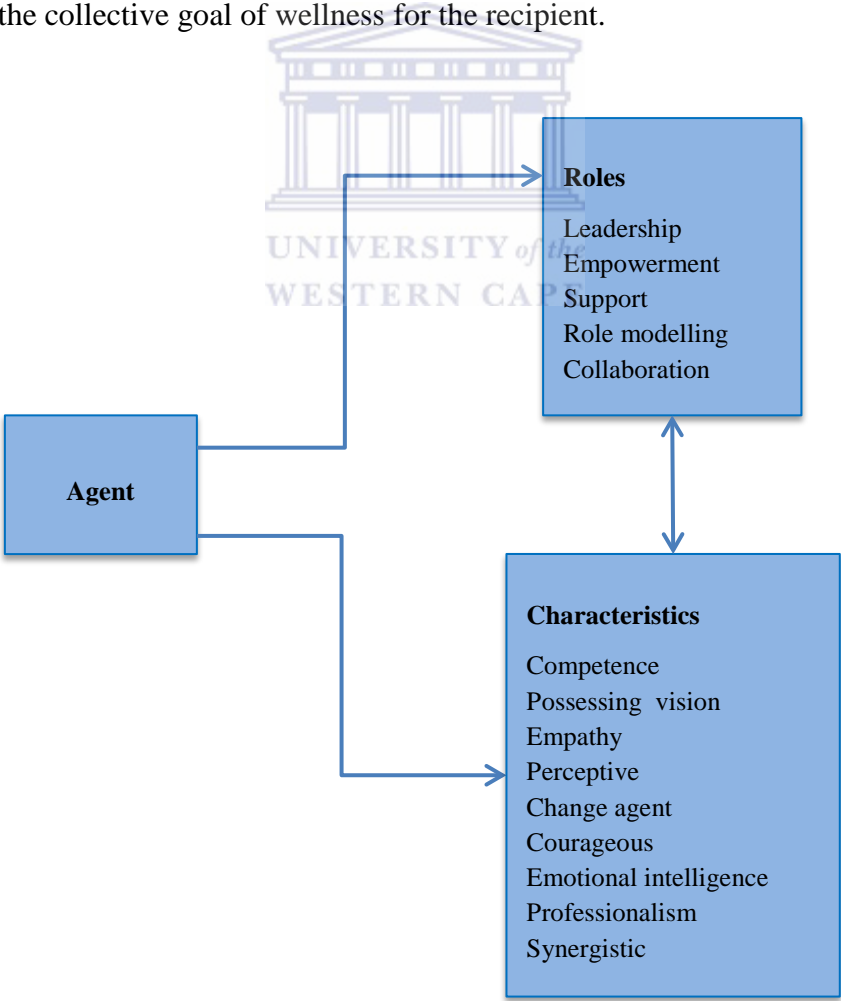 the collective goal of wellness for the recipient.
UNIVERSITY of the
WESTERN CAPE
Roles
Leadership
Empowerment
Support
Role modelling
Collaboration
Agent
Characteristics
Competence
Possessing vision
Empathy
Perceptive
Change agent
Courageous
Emotional intelligence
Professionalism
Synergistic